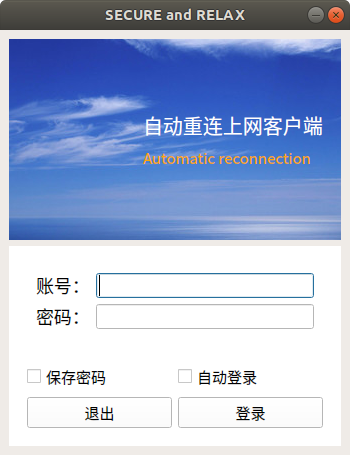 SECURE and RELAX
自动重连上网客户端
Automatic reconnection
账号：
密码：
保存密码 自动登录
退出 登录